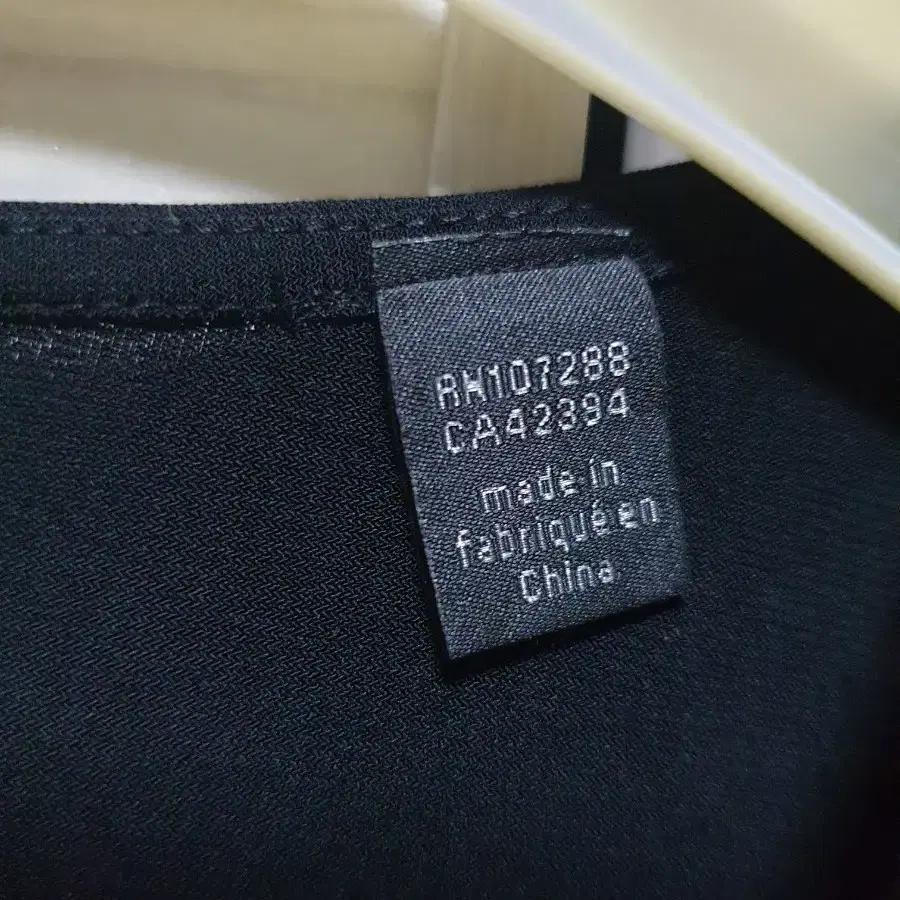 RN107288
CA42394
made in
fabriqué en
China